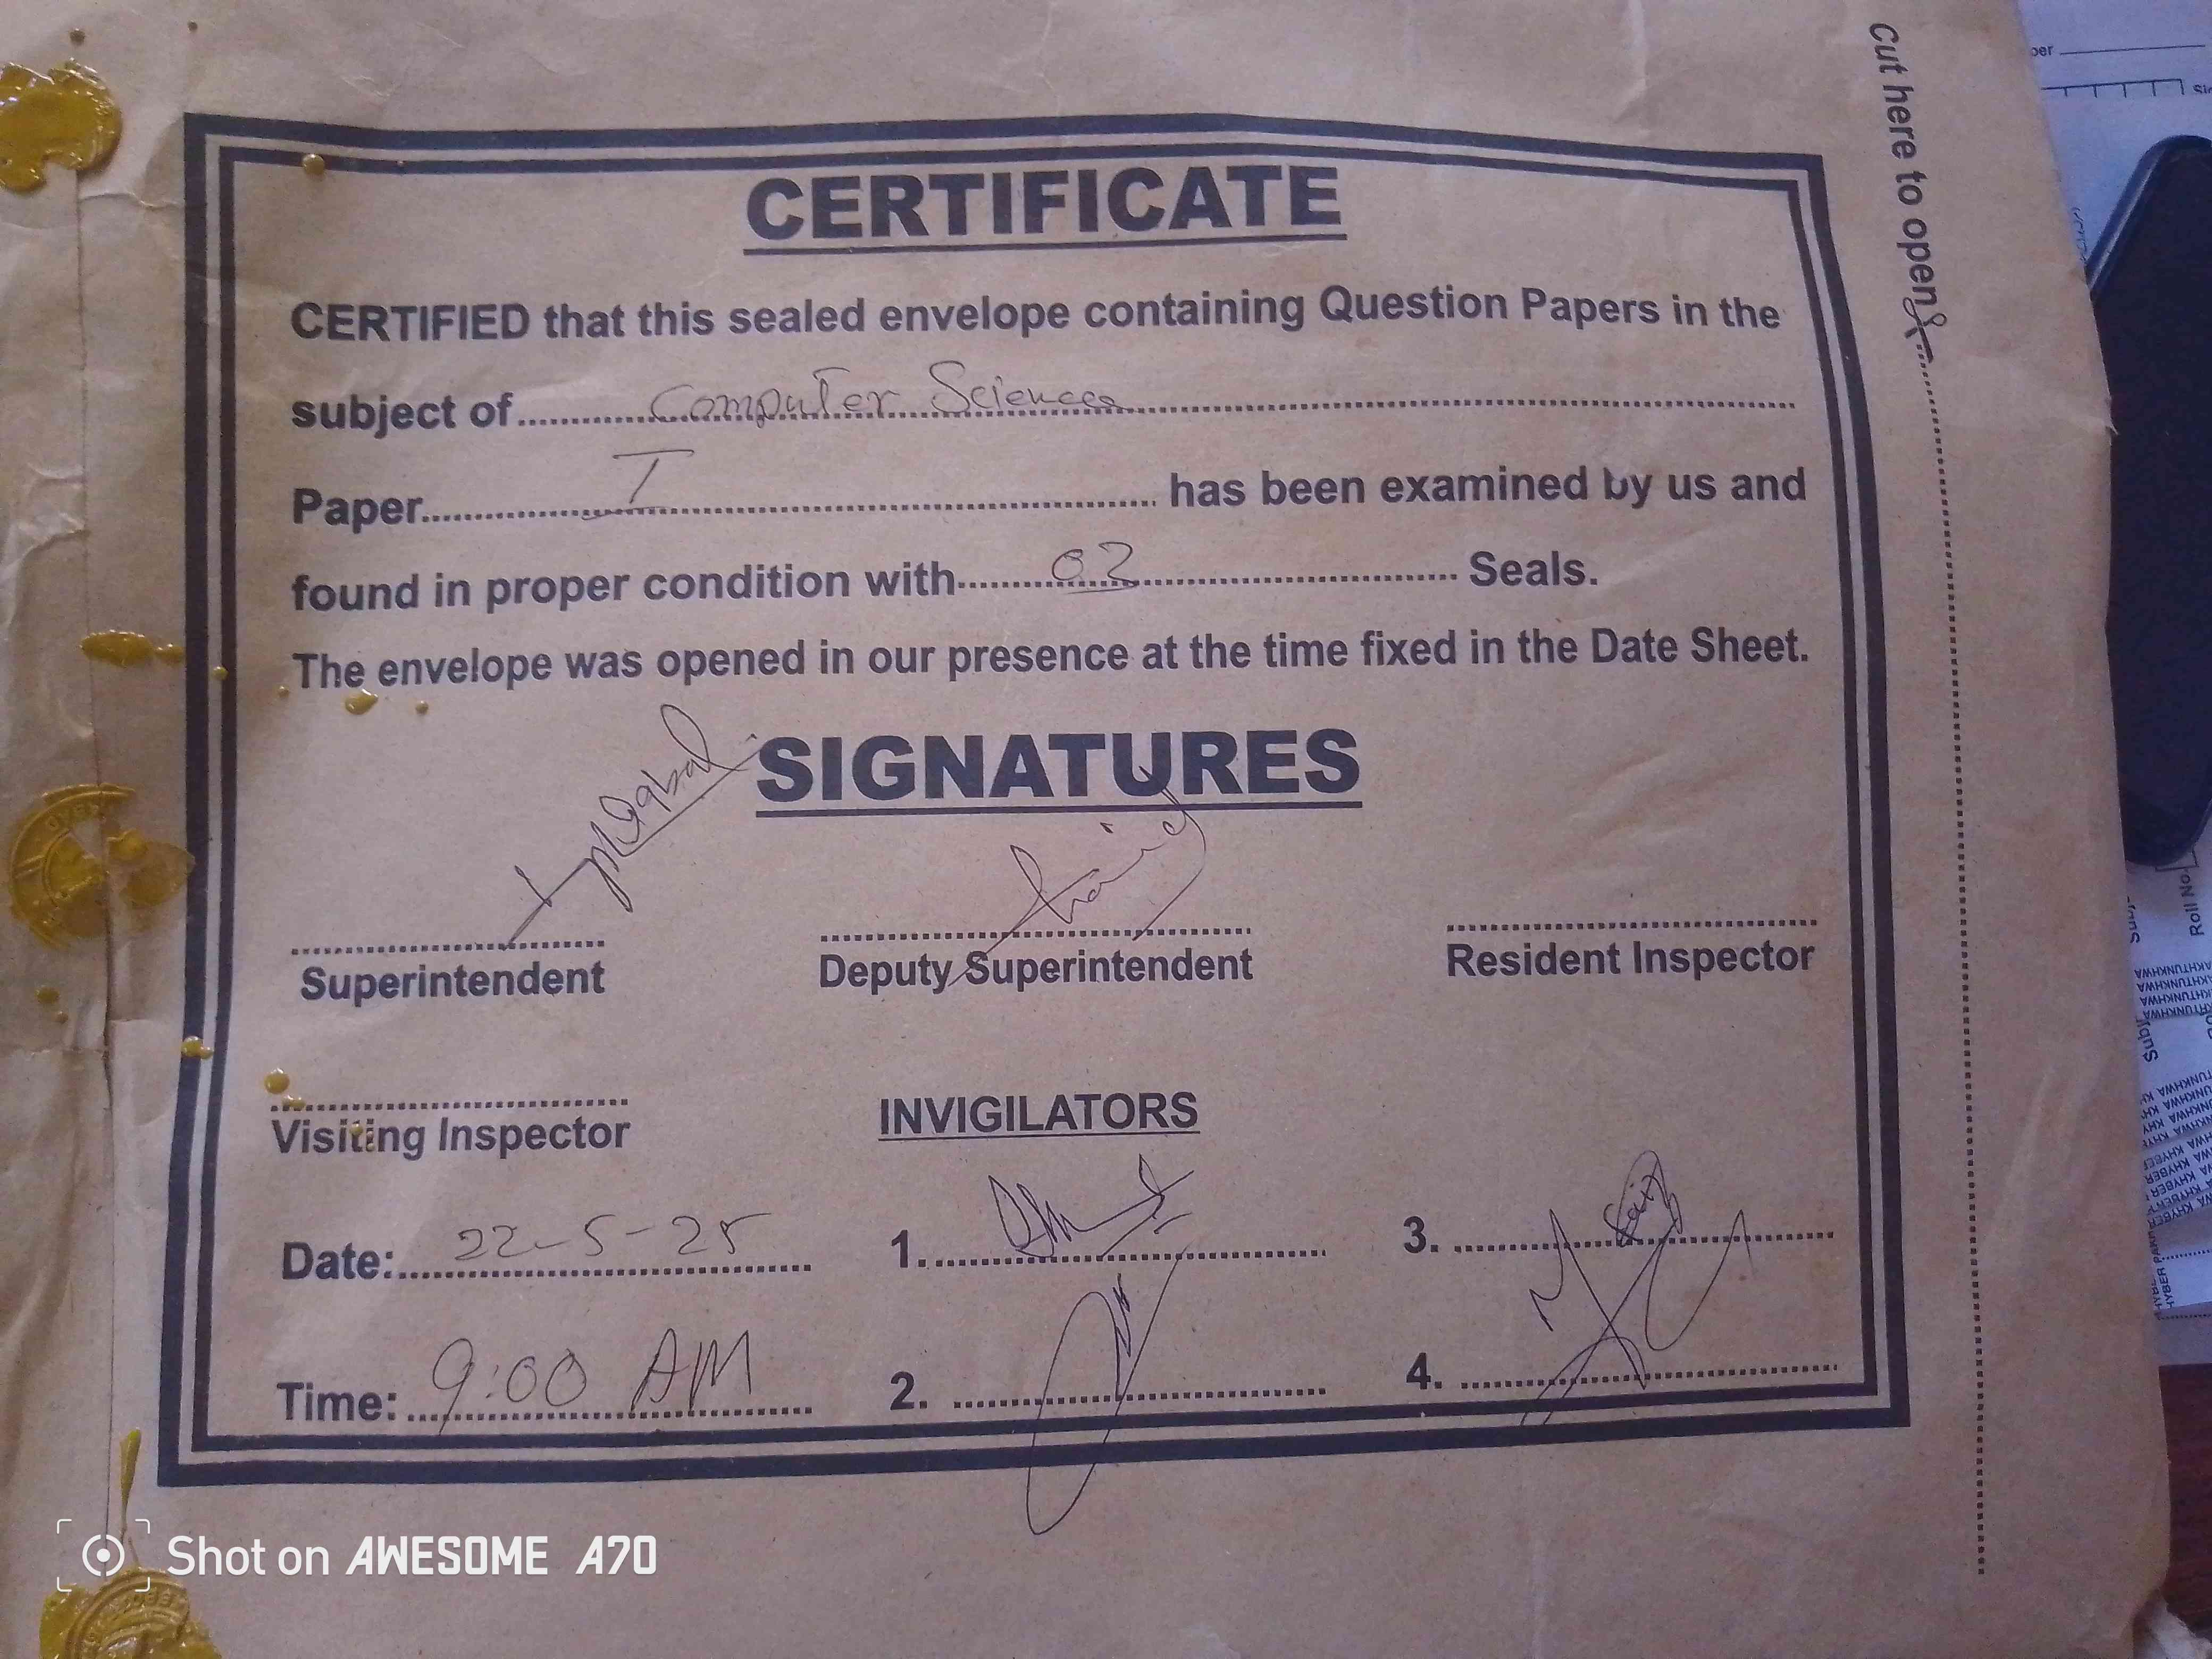 CERTIFICATE
CERTIFIED that this sealed envelope containing Question Papers in the
subject of Computer Science
Paper I has been examined by us and
found in proper condition with 03 Seals.
The envelope was opened in our presence at the time fixed in the Date Sheet.
SIGNATURES
Superintendent Deputy Superintendent Resident Inspector
Visiting Inspector INVIGILATORS
Date: 22-5-25 1. 3.
Time: 9:00 AM 2. 4.
Cut here to open
Roll No.
Shot on AWESOME A70